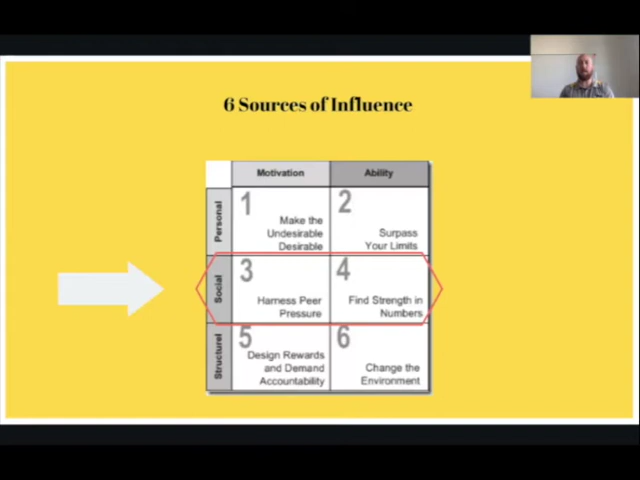 6 Sources of Influence
Motivation
Ability
Personal
1
Make the
Undesirable
Desirable
2
Surpass
Your Limits
Social
3
Harness Peer
Pressure
4
Find Strength in
Numbers
Structurel
5
Design Rewards
and Demand
Accountability
6
Change the
Environment